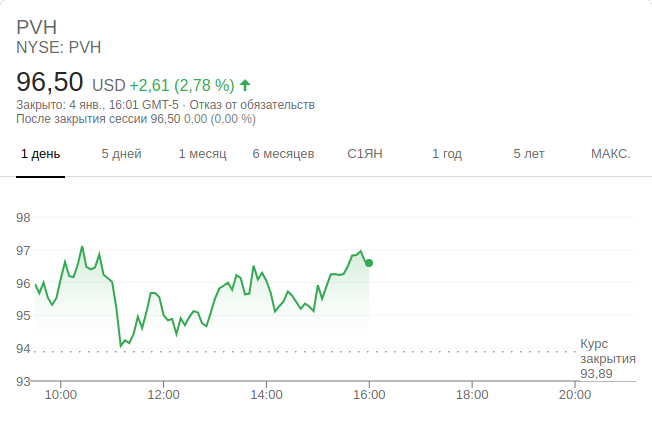 PVH
NYSE: PVH
96,50 USD +2,61 (2,78 %)
Закрыто: 4 янв., 16:01 GMT-5 · Отказ от обязательств
После закрытия сессии 96,50 0,00 (0,00 %)
1 день 5 дней 1 месяц 6 месяцев С1ЯН 1 год 5 лет МАКС.
98
97
96
95
94
93
Курс
закрытия
93,89
10:00 12:00 14:00 16:00 18:00 20:00